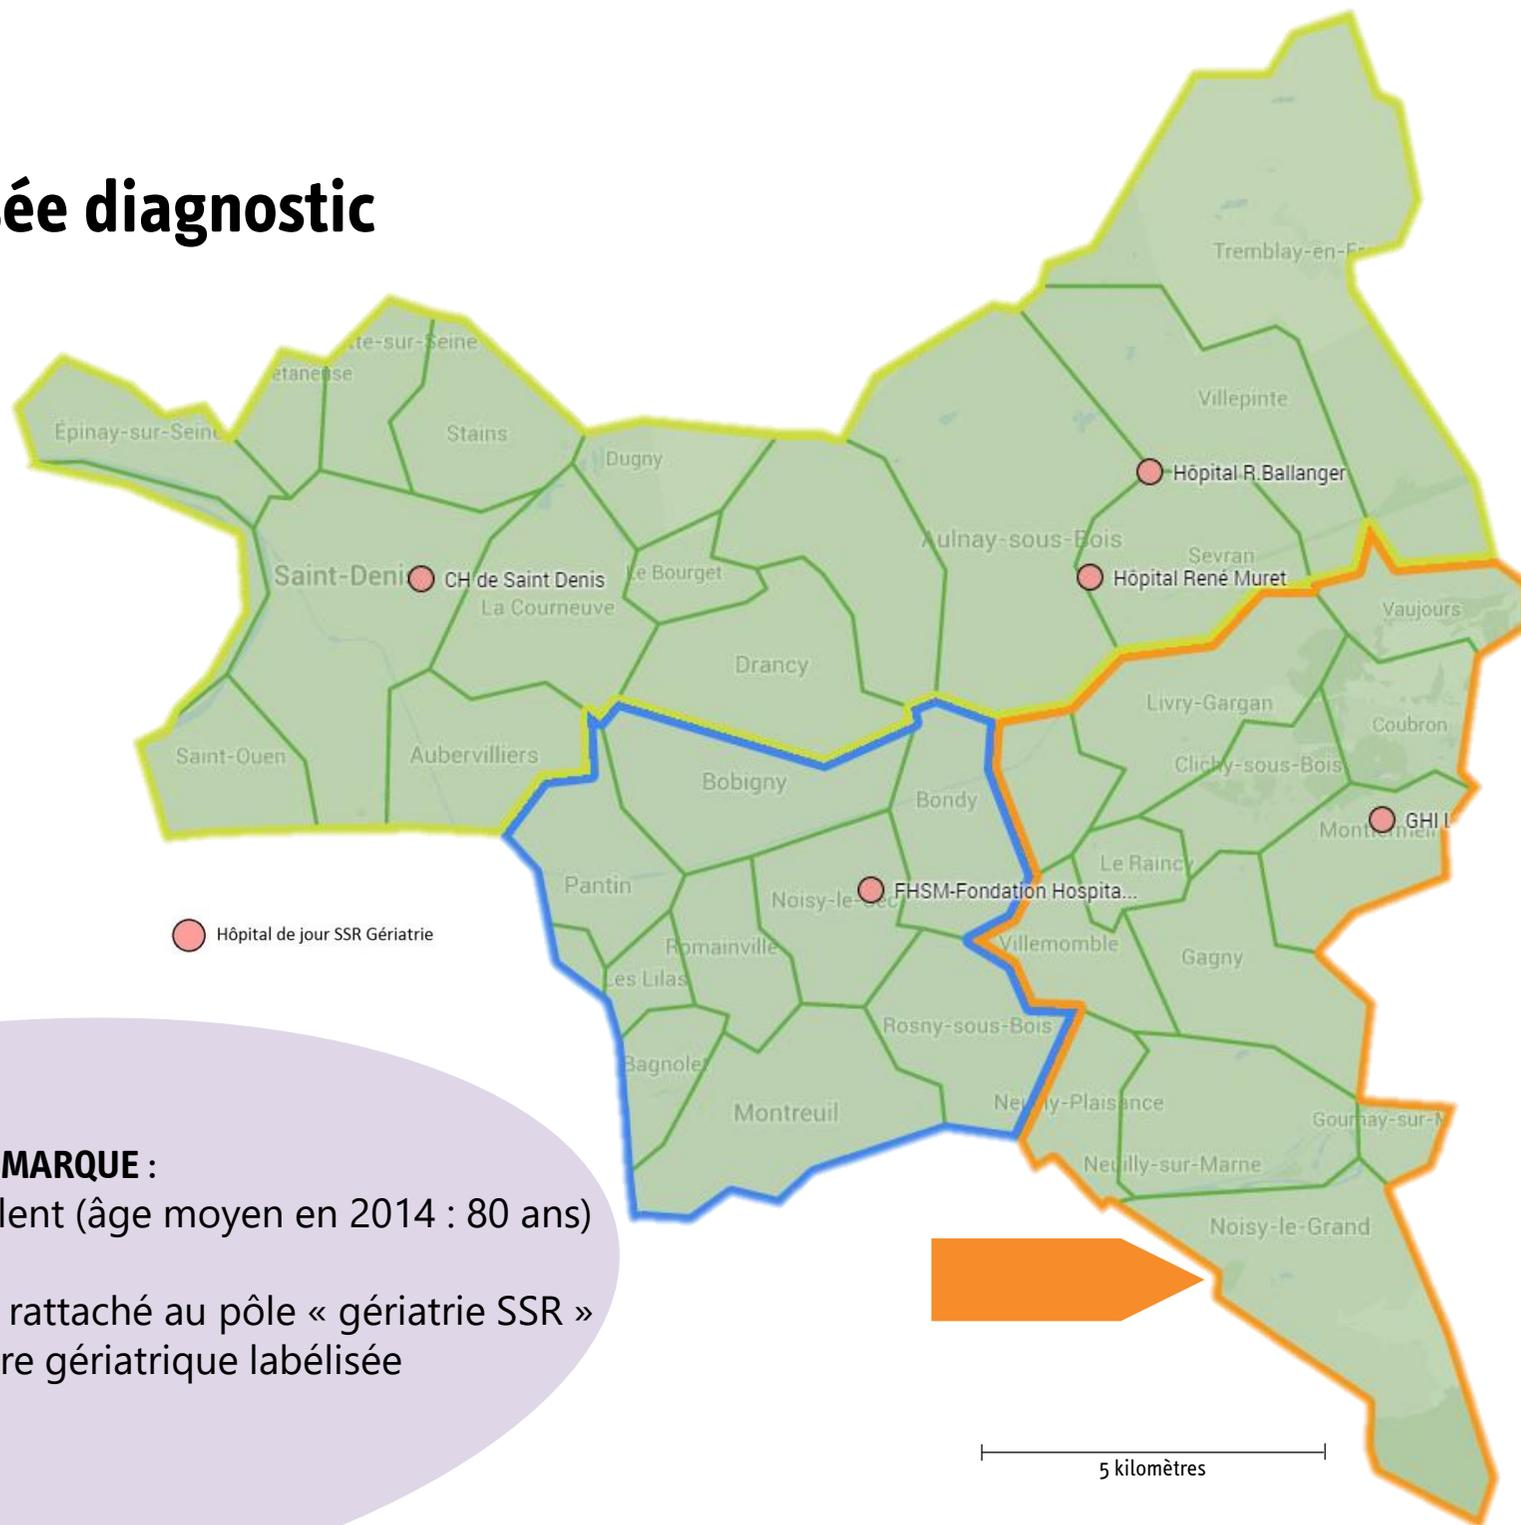 ée diagnostic
Tremblay-en-Fr
tte-sur-Seine
etaneuse
Villepinte
Épinay-sur-Seine
Stains
Dugny
Hôpital R.Ballanger
Aulnay-sous-Bois
Sevran
Saint-Denis
CH de Saint Denis
Le Bourget
Hôpital René Muret
La Courneuve
Vaujours
Drancy
Livry-Gargan
Coubron
Saint-Ouen
Aubervilliers
Clichy-sous-Bois
Bobigny
Bondy
GHI L
Montfermeil
Le Raincy
Pantin
FHSM-Fondation Hospita...
Noisy-le-Sec
Hôpital de jour SSR Gériatrie
Romainville
Villemomble
Gagny
Les Lilas
Rosny-sous-Bois
Bagnolet
Neuilly-Plaisance
Montreuil
Gournay-sur-M
MARQUE :
Neuilly-sur-Marne
lent (âge moyen en 2014 : 80 ans)
Noisy-le-Grand
rattaché au pôle « gériatrie SSR »
re gériatrique labélisée
5 kilomètres